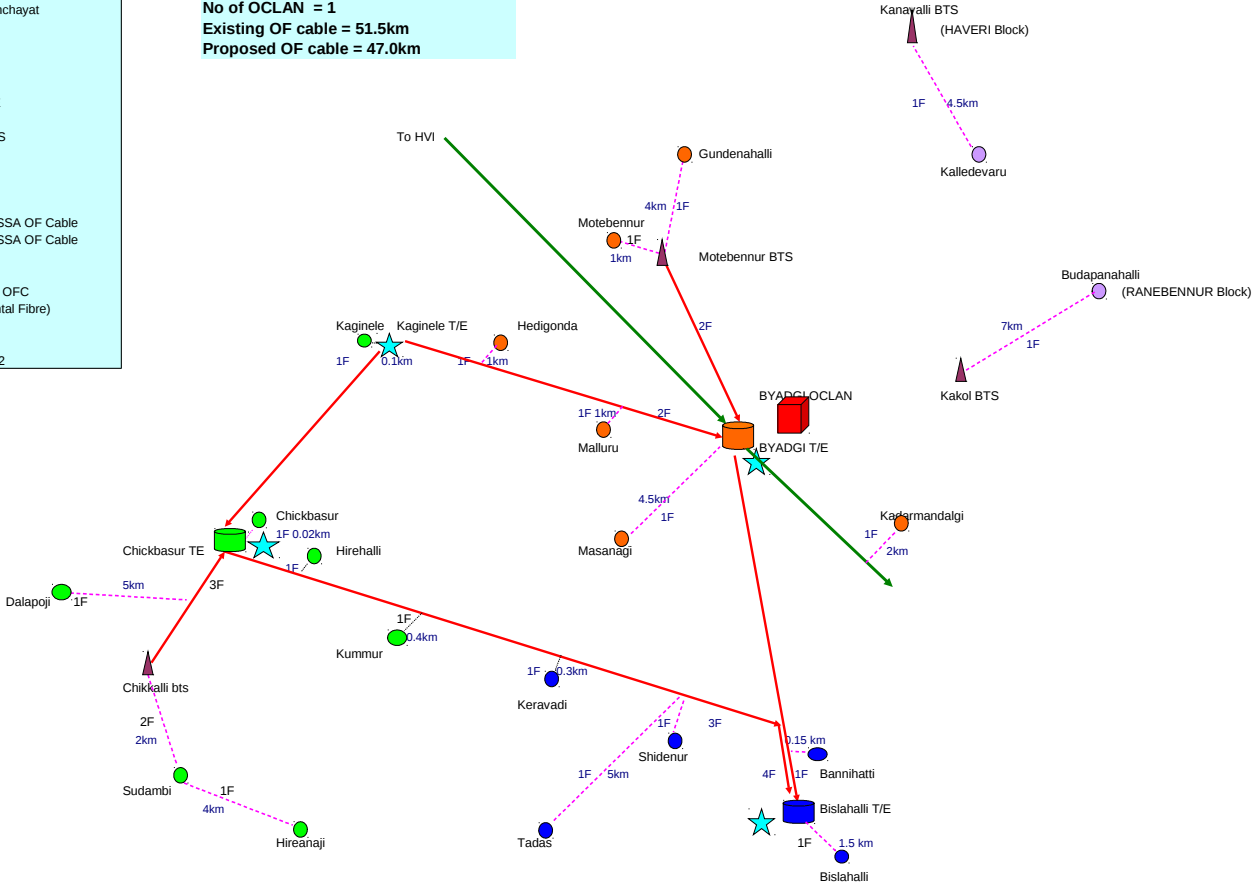 nchayat
S
SSA OF Cable
SSA OF Cable
OFC
tal Fibre)
2
No of OCLAN = 1
Existing OF cable = 51.5km
Proposed OF cable = 47.0km
Kanavalli BTS
(HAVERI Block)
1F 4.5km
Kalledevaru
To HVI
Gundenahalli
4km 1F
Motebennur
1F
1km
Motebennur BTS
2F
Budapanahalli
(RANEBENNUR Block)
7km
1F
Kakol BTS
Kaginele Kaginele T/E
1F 0.1km
Hedigonda
1F 1km
1F 1km
2F
Malluru
BYADGI OCLAN
BYADGI T/E
4.5km
1F
Masanagi
Kadarmandalgi
1F
2km
Chickbasur
1F 0.02km
Chickbasur TE
Hirehalli
1F
3F
5km
Dalapoji 1F
1F
0.4km
Kummur
1F 0.3km
Keravadi
Chikkalli bts
2F
2km
Sudambi
1F
4km
Hireanaji
1F
3F
Shidenur
1F 5km
Tadas
0.15 km
4F 1F
Bannihatti
Bislahalli T/E
1F 1.5 km
Bislahalli